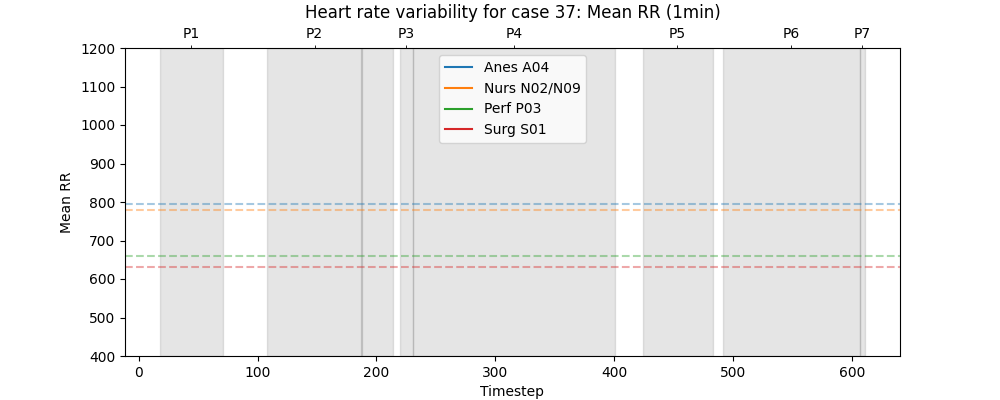 Heart rate variability for case 37: Mean RR (1min)
P1 P2 P3 P4 P5 P6 P7
1200
1100
1000
900
800
700
600
500
400
Mean RR
Anes A04
Nurs N02/N09
Perf P03
Surg S01
0 100 200 300 400 500 600
Timestep